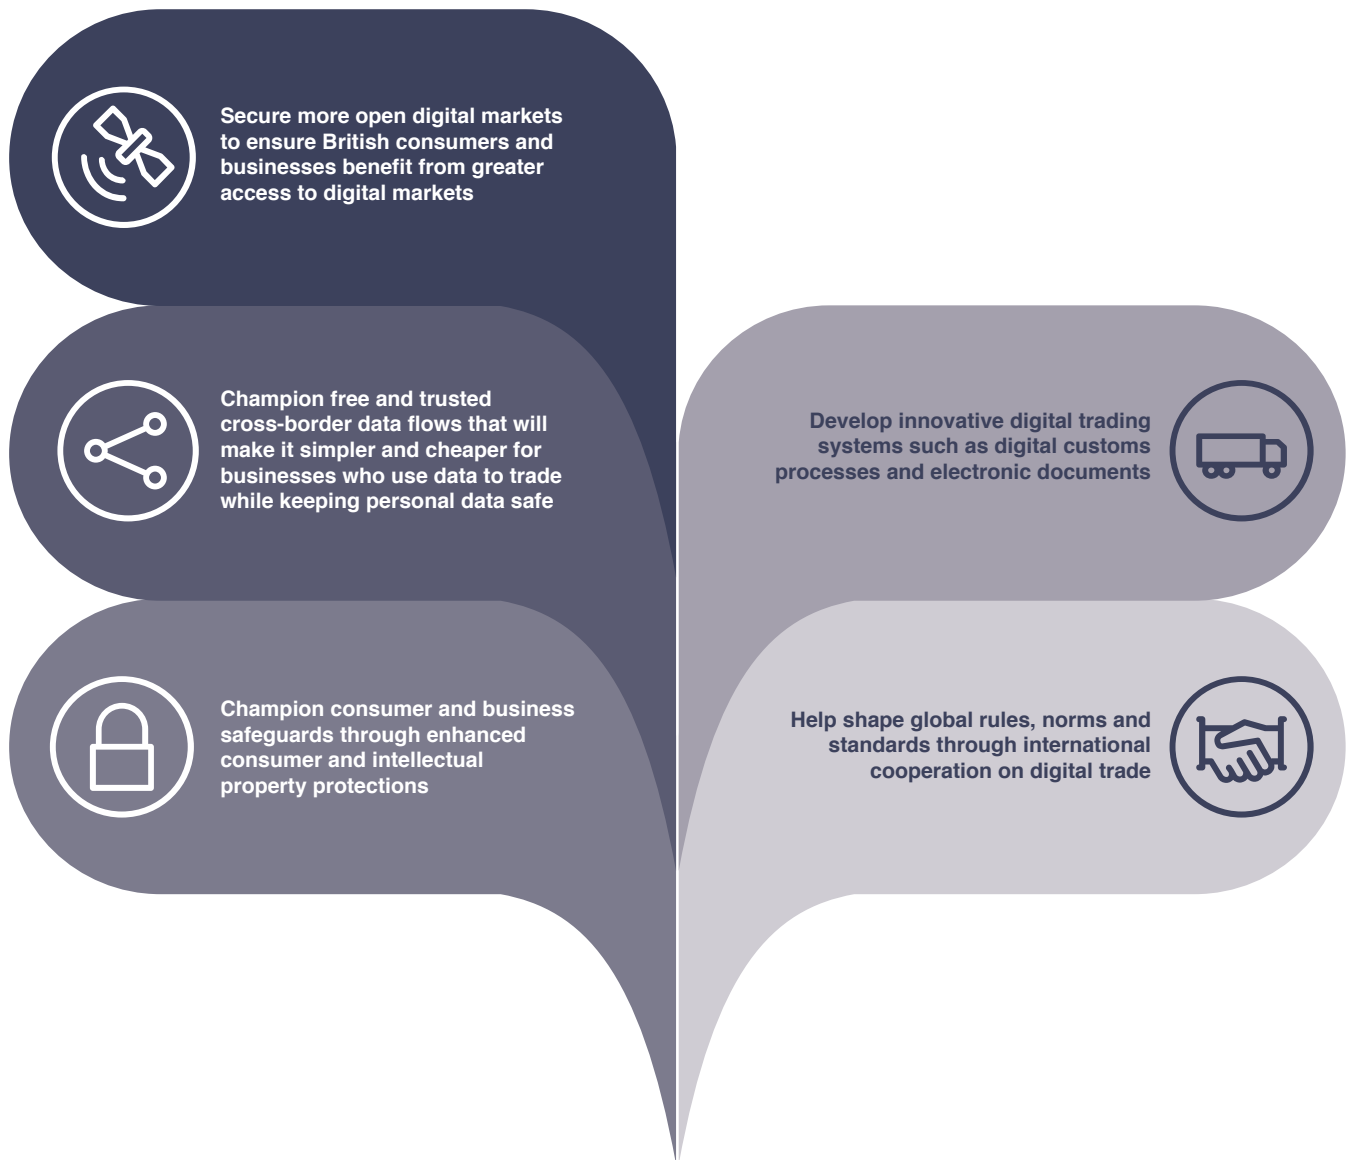 Secure more open digital markets
to ensure British consumers and
businesses benefit from greater
access to digital markets
Champion free and trusted
cross-border data flows that will
make it simpler and cheaper for
businesses who use data to trade
while keeping personal data safe
Champion consumer and business
safeguards through enhanced
consumer and intellectual
property protections
Develop innovative digital trading
systems such as digital customs
processes and electronic documents
Help shape global rules, norms and
standards through international
cooperation on digital trade